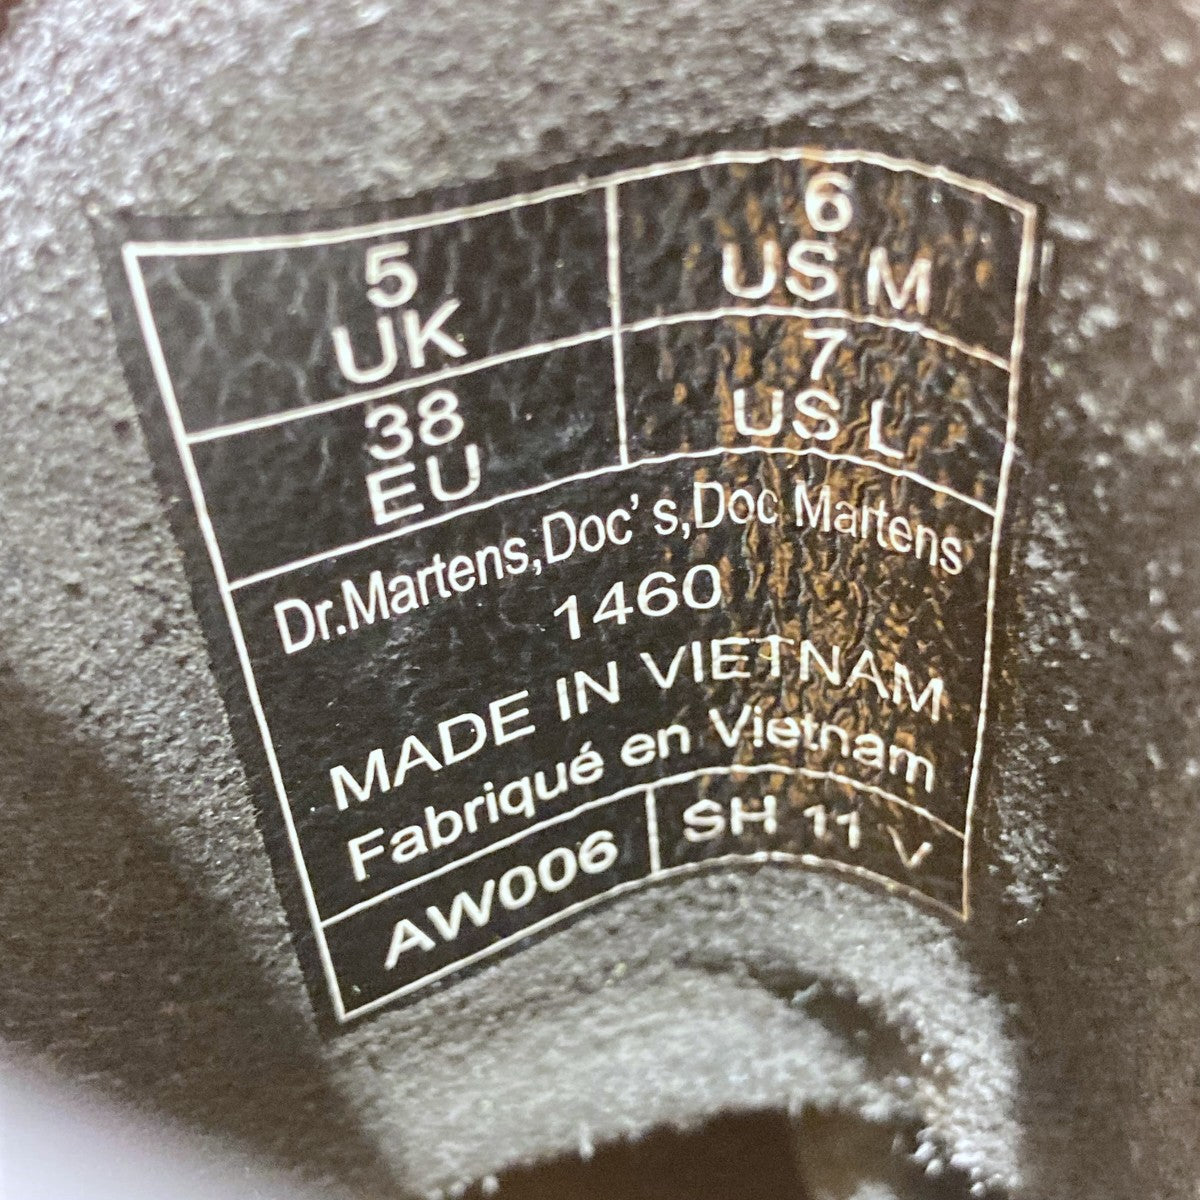 5
UK
6
US M
38
EU
7
US L
Dr.Martens,Doc's,Doc Martens
1460
MADE IN VIETNAM
Fabriqué en Vietnam
AW006
SH 11 V